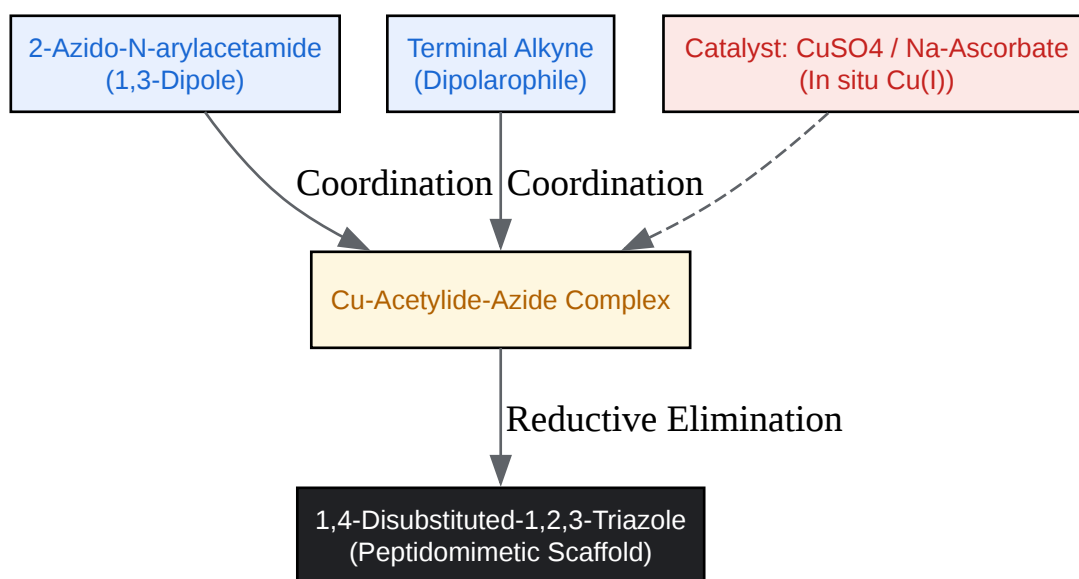 2-Azido-N-arylacetamide
(1,3-Dipole)
Terminal Alkyne
(Dipolarophile)
Catalyst: CuSO4 / Na-Ascorbate
(In situ Cu(I))
Coordination
Coordination
Cu-Acetylide-Azide Complex
Reductive Elimination
1,4-Disubstituted-1,2,3-Triazole
(Peptidomimetic Scaffold)